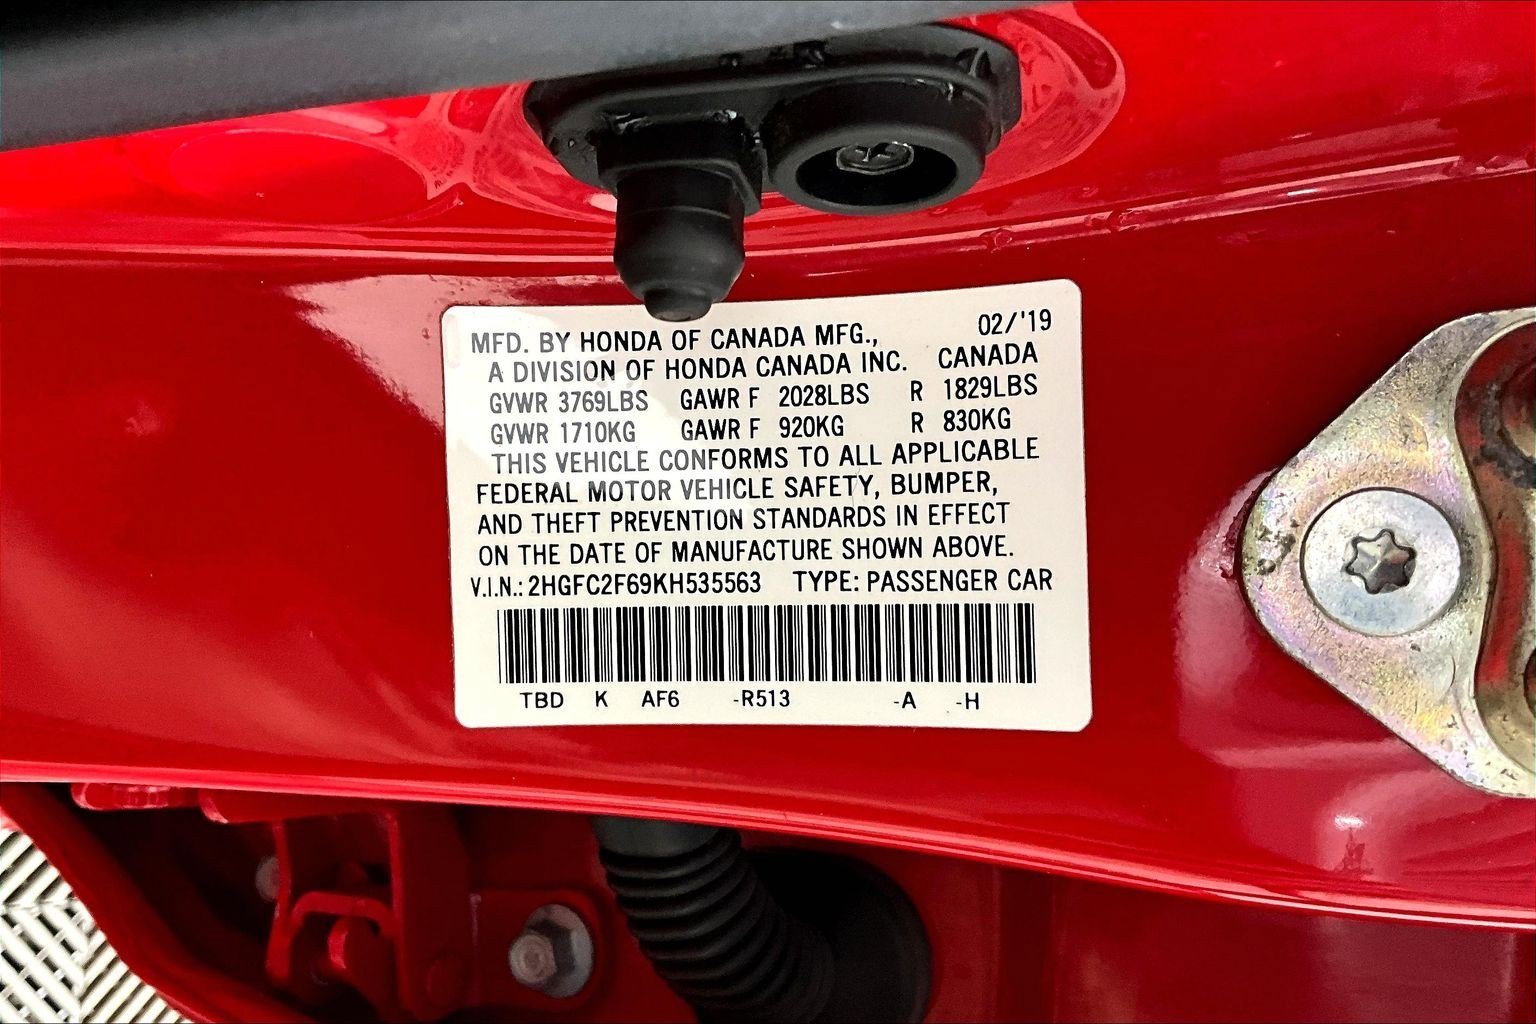 MFD. BY HONDA OF CANADA MFG., 02/'19
A DIVISION OF HONDA CANADA INC. CANADA
GVWR 3769LBS GAWR F 2028LBS R 1829LBS
GVWR 1710KG GAWR F 920KG R 830KG
THIS VEHICLE CONFORMS TO ALL APPLICABLE
FEDERAL MOTOR VEHICLE SAFETY, BUMPER,
AND THEFT PREVENTION STANDARDS IN EFFECT
ON THE DATE OF MANUFACTURE SHOWN ABOVE.
V.I.N.: 2HGFC2F69KH535563 TYPE: PASSENGER CAR
TBD K AF6 -R513 -A -H